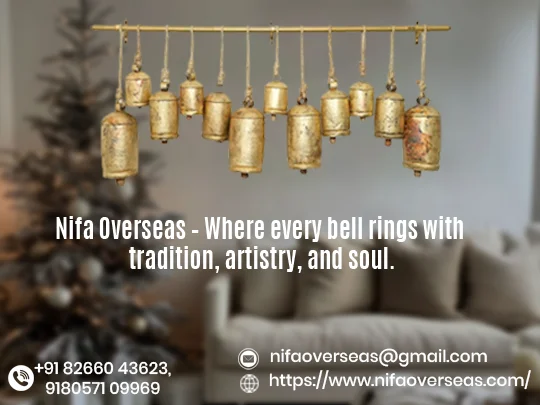 Nifa Overseas - Where every bell rings with
tradition, artistry, and soul.
+91 82660 43623,
9180571 09969
nifaoverseas@gmail.com
https://www.nifaoverseas.com/